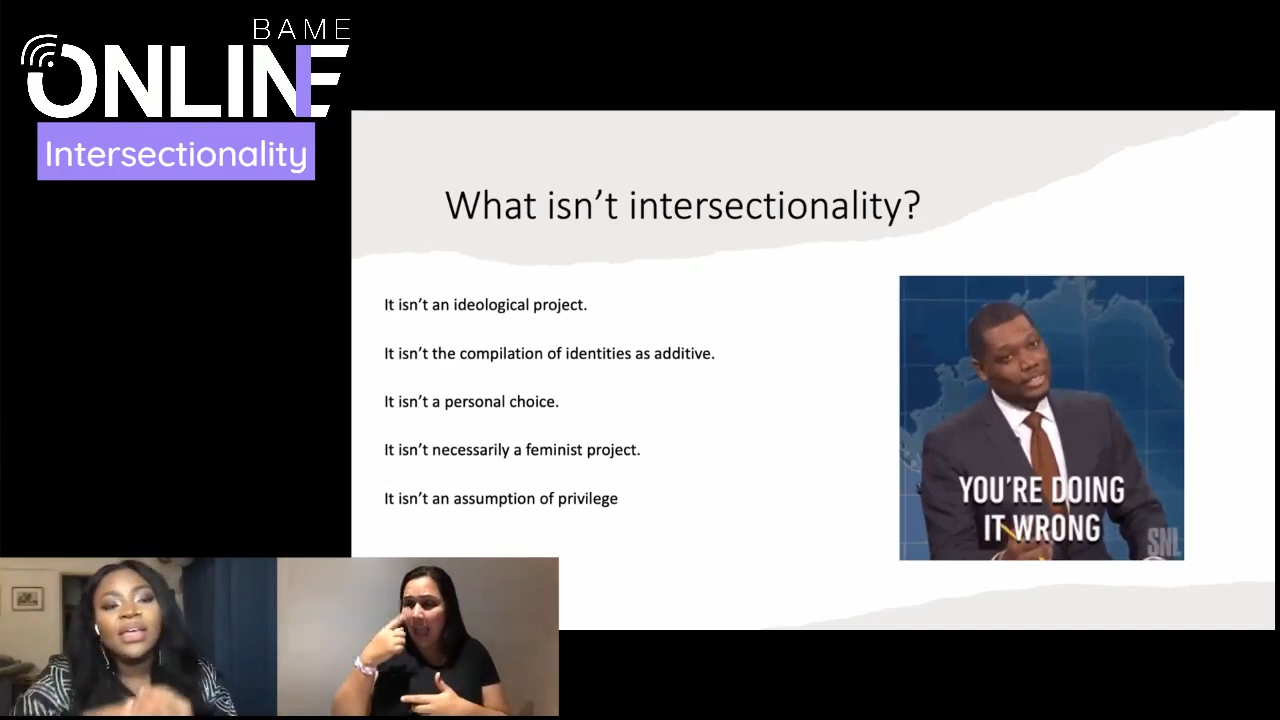 BAME
ONLINE
Intersectionality
What isn’t intersectionality?
It isn’t an ideological project.
It isn’t the compilation of identities as additive.
It isn’t a personal choice.
It isn’t necessarily a feminist project.
It isn’t an assumption of privilege
YOU'RE DOING
IT WRONG
SNL